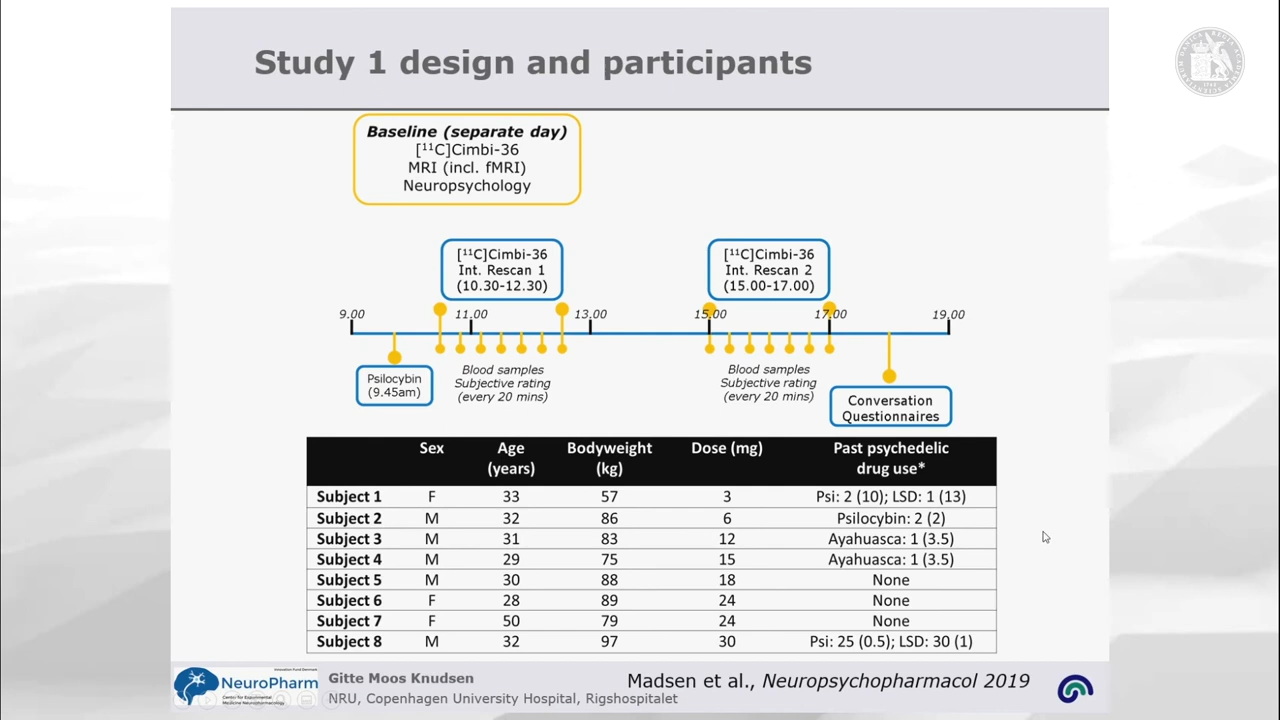 Study 1 design and participants
Baseline (separate day)
[¹¹C]Cimbi-36
MRI (incl. fMRI)
Neuropsychology
[¹¹C]Cimbi-36
Int. Rescan 1
(10.30-12.30)
[¹¹C]Cimbi-36
Int. Rescan 2
(15.00-17.00)
9.00 11.00 13.00 15.00 17.00 19.00
Psilocybin
(9.45am)
Blood samples
Subjective rating
(every 20 mins)
Blood samples
Subjective rating
(every 20 mins)
Conversation
Questionnaires
Sex Age Bodyweight Dose (mg) Past psychedelic
(years) (kg) drug use*
Subject 1 F 33 57 3 Psi: 2 (10); LSD: 1 (13)
Subject 2 M 32 86 6 Psilocybin: 2 (2)
Subject 3 M 31 83 12 Ayahuasca: 1 (3.5)
Subject 4 M 29 75 15 Ayahuasca: 1 (3.5)
Subject 5 M 30 88 18 None
Subject 6 F 28 89 24 None
Subject 7 F 50 79 24 None
Subject 8 M 32 97 30 Psi: 25 (0.5); LSD: 30 (1)
NeuroPharm
Gitte Moos Knudsen
NRU, Copenhagen University Hospital, Rigshospitalet
Madsen et al., Neuropsychopharmacol 2019